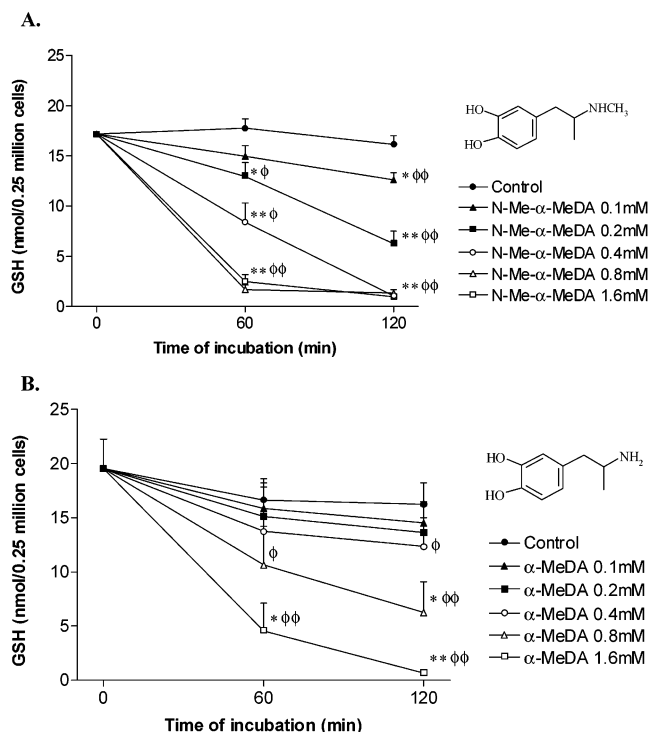 A.
GSH (nmol/0.25 million cells)
25
20
15
10
5
0
0
60
120
Time of incubation (min)
* ϕ
** ϕ
** ϕϕ
* ϕϕ
** ϕϕ
** ϕϕ
HO
HO
NHCH3
Control
N-Me-α-MeDA 0.1mM
N-Me-α-MeDA 0.2mM
N-Me-α-MeDA 0.4mM
N-Me-α-MeDA 0.8mM
N-Me-α-MeDA 1.6mM
B.
GSH (nmol/0.25 million cells)
25
20
15
10
5
0
0
60
120
Time of incubation (min)
ϕ
* ϕϕ
ϕ
* ϕϕ
** ϕϕ
HO
HO
NH2
Control
α-MeDA 0.1mM
α-MeDA 0.2mM
α-MeDA 0.4mM
α-MeDA 0.8mM
α-MeDA 1.6mM